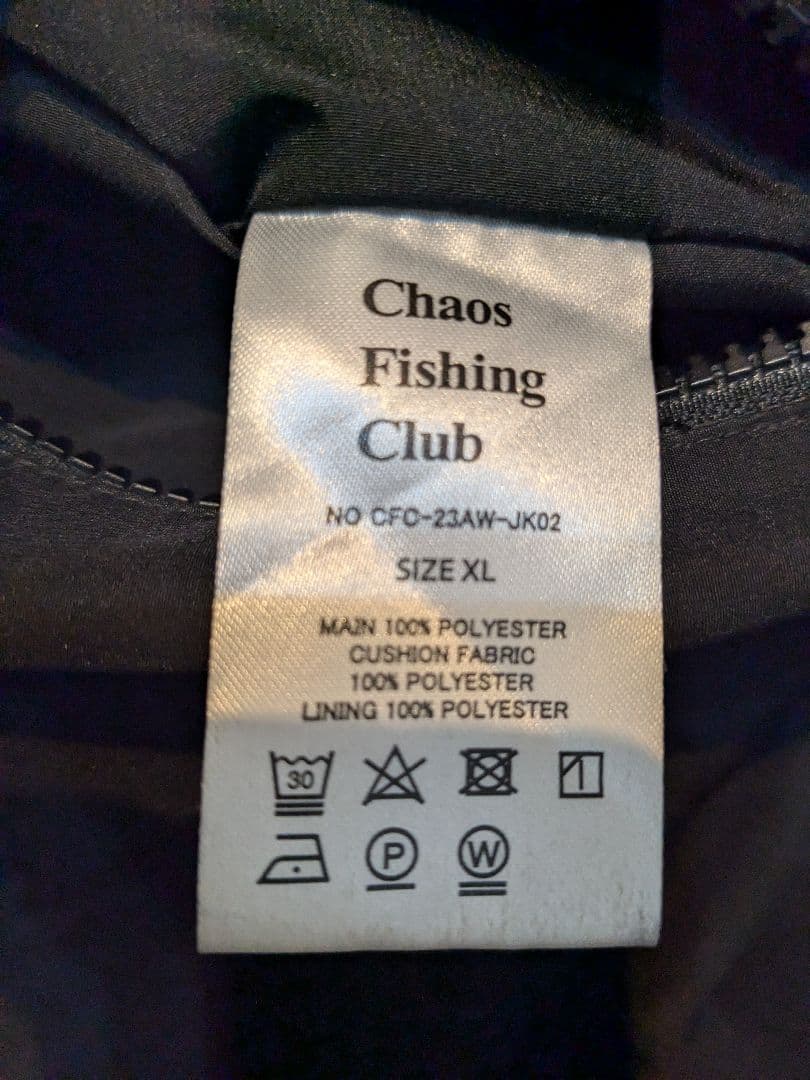 Chaos
Fishing
Club
NO CFC-23AW-JK02
SIZE XL
MAIN 100% POLYESTER
CUSHION FABRIC
100% POLYESTER
LINING 100% POLYESTER
30
P
W